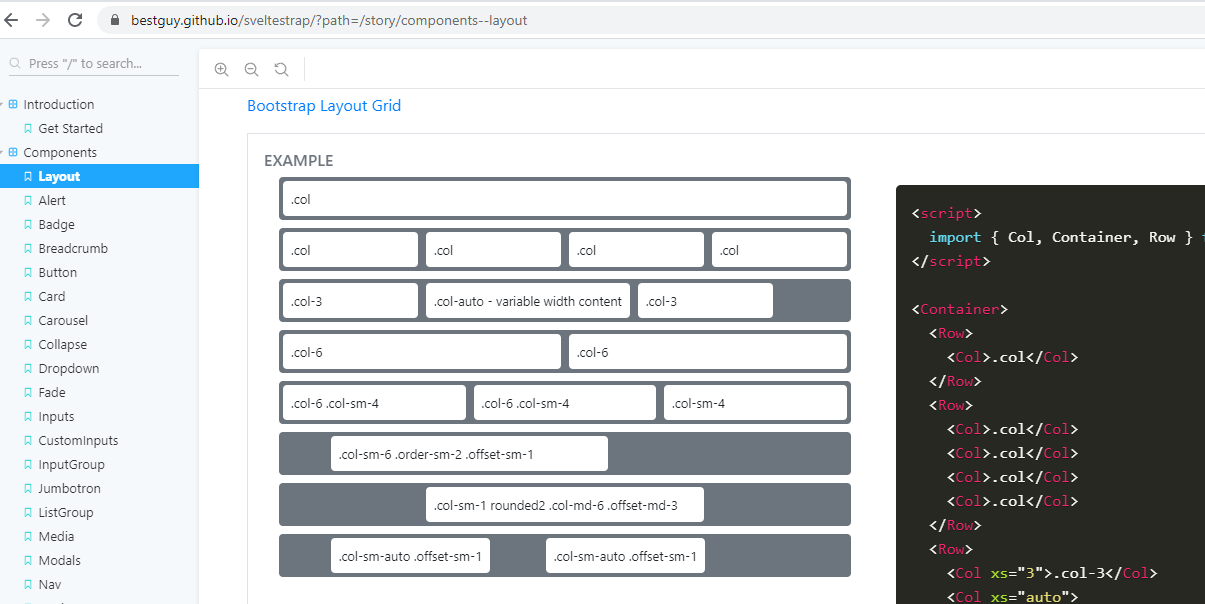 bestguy.github.io/sveltestrap/?path=/story/components--layout
Press "/" to search...
Introduction
Get Started
Components
Layout
Alert
Badge
Breadcrumb
Button
Card
Carousel
Collapse
Dropdown
Fade
Inputs
CustomInputs
InputGroup
Jumbotron
ListGroup
Media
Modals
Nav
Bootstrap Layout Grid
EXAMPLE
.col
.col .col .col .col
.col-3 .col-auto - variable width content .col-3
.col-6 .col-6
.col-6 .col-sm-4 .col-6 .col-sm-4 .col-sm-4
.col-sm-6 .order-sm-2 .offset-sm-1
.col-sm-1 rounded2 .col-md-6 .offset-md-3
.col-sm-auto .offset-sm-1 .col-sm-auto .offset-sm-1
<script>
import { Col, Container, Row }
</script>
<Container>
<Row>
<Col>.col</Col>
</Row>
<Row>
<Col>.col</Col>
<Col>.col</Col>
<Col>.col</Col>
<Col>.col</Col>
</Row>
<Row>
<Col xs="3">.col-3</Col>
<Col xs="auto">